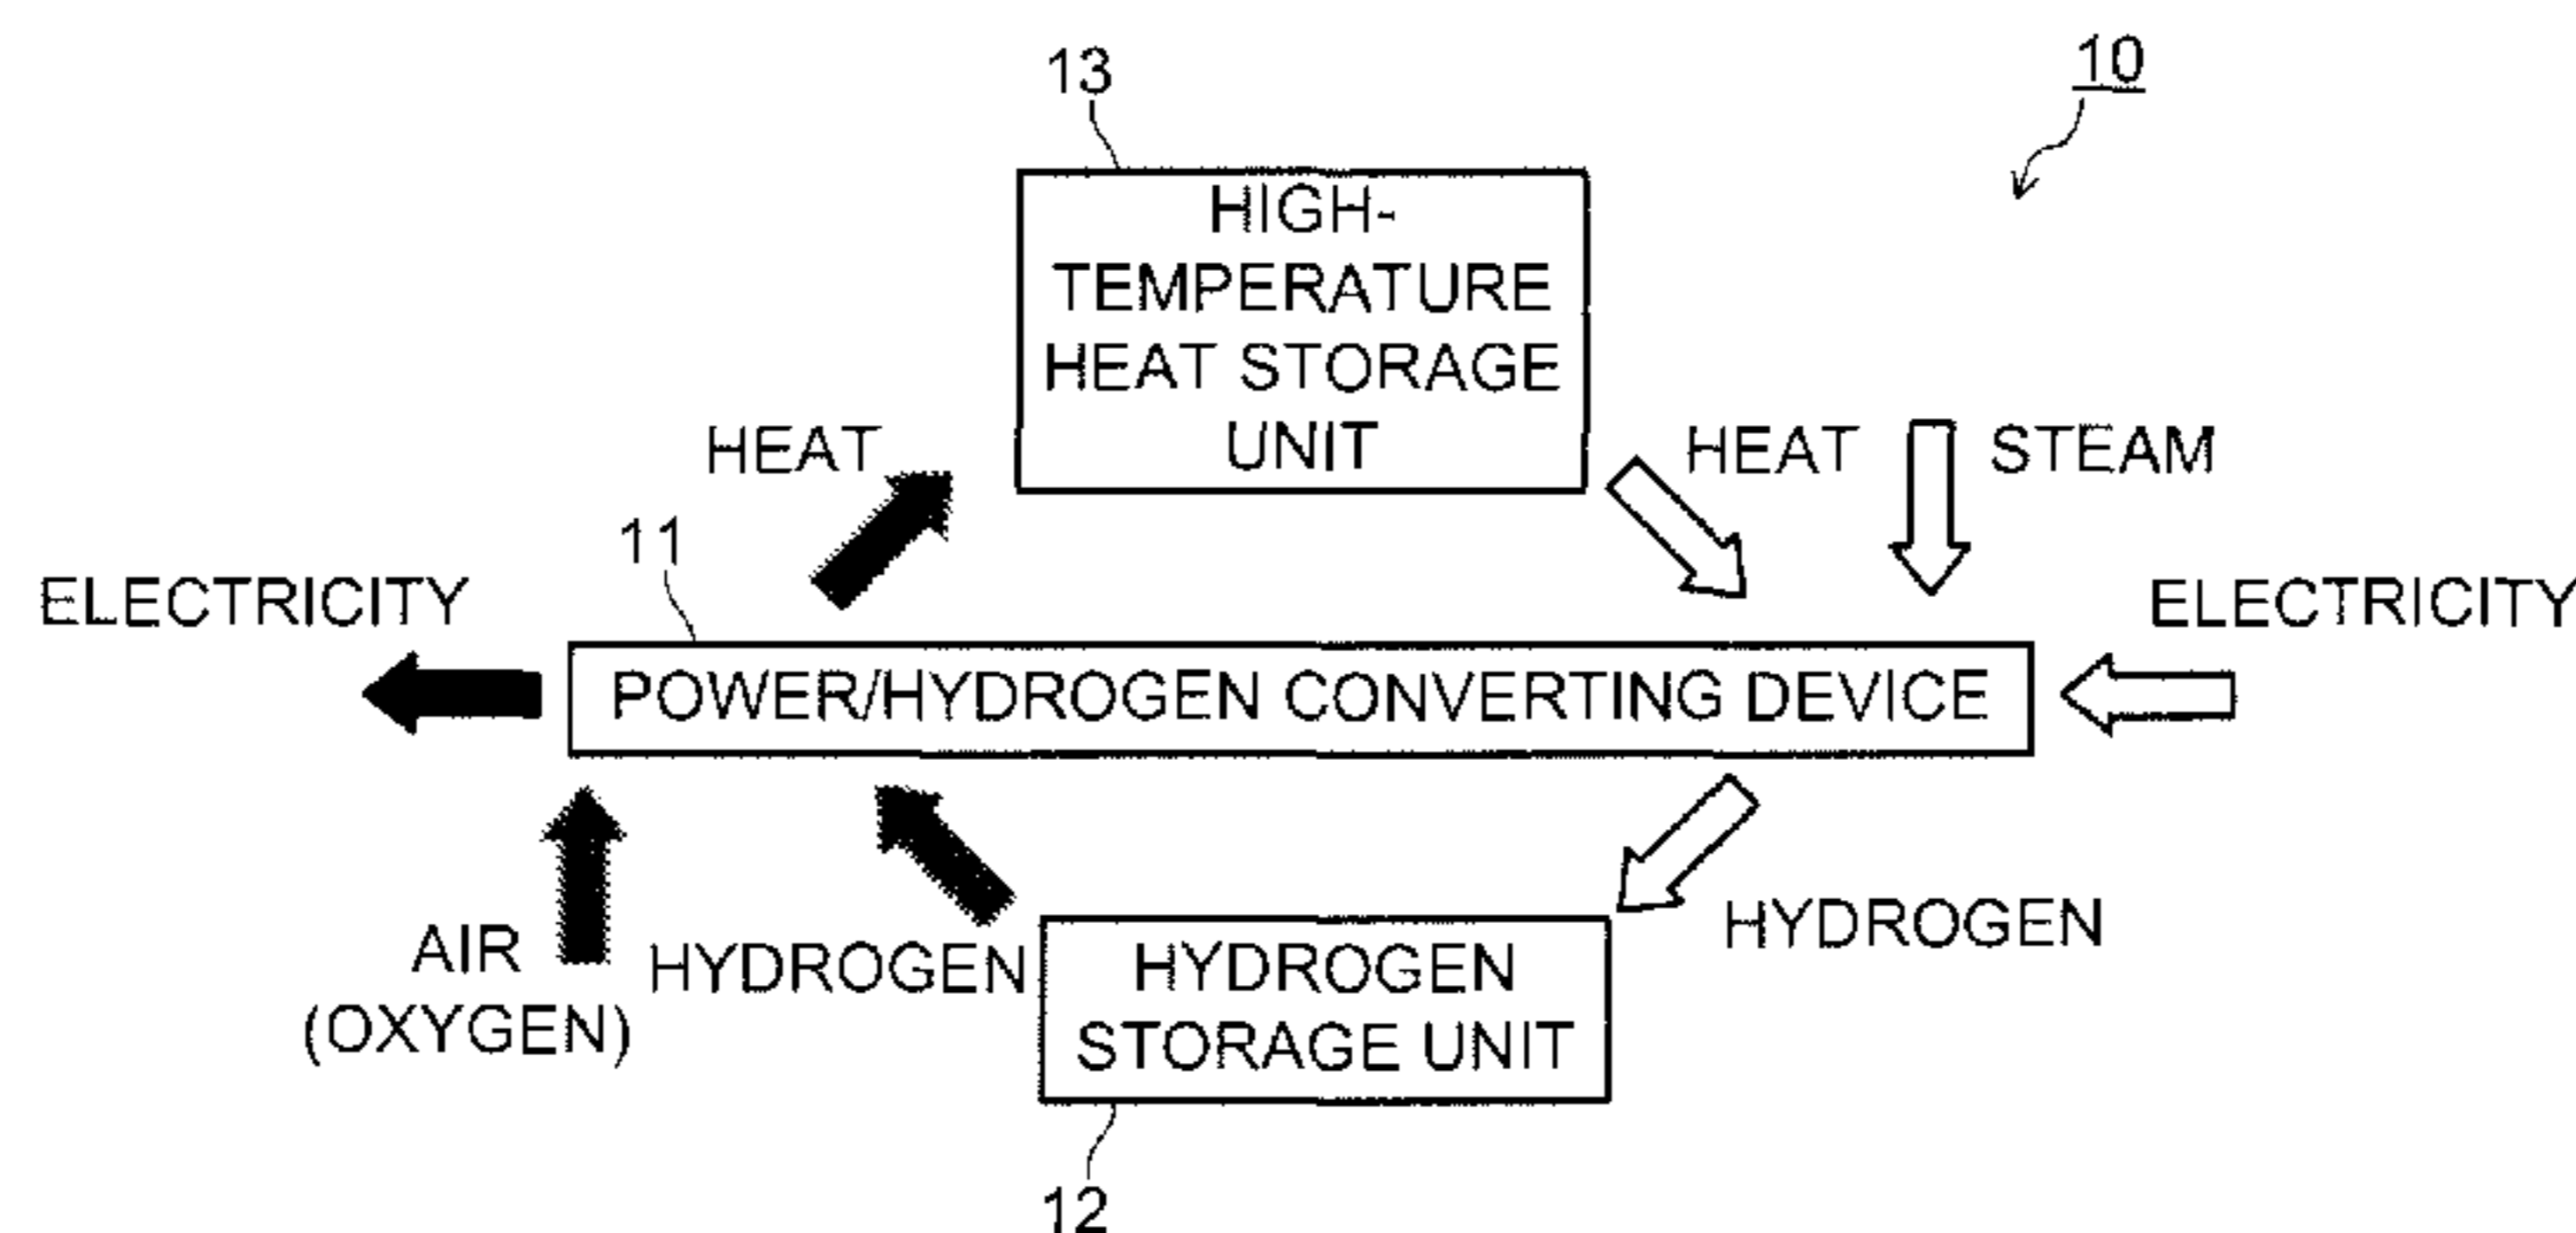 13
10
HIGH-
TEMPERATURE
HEAT STORAGE
UNIT
HEAT
HEAT
STEAM
11
ELECTRICITY
ELECTRICITY
POWER/HYDROGEN CONVERTING DEVICE
AIR
(OXYGEN)
HYDROGEN
HYDROGEN
STORAGE UNIT
HYDROGEN
12